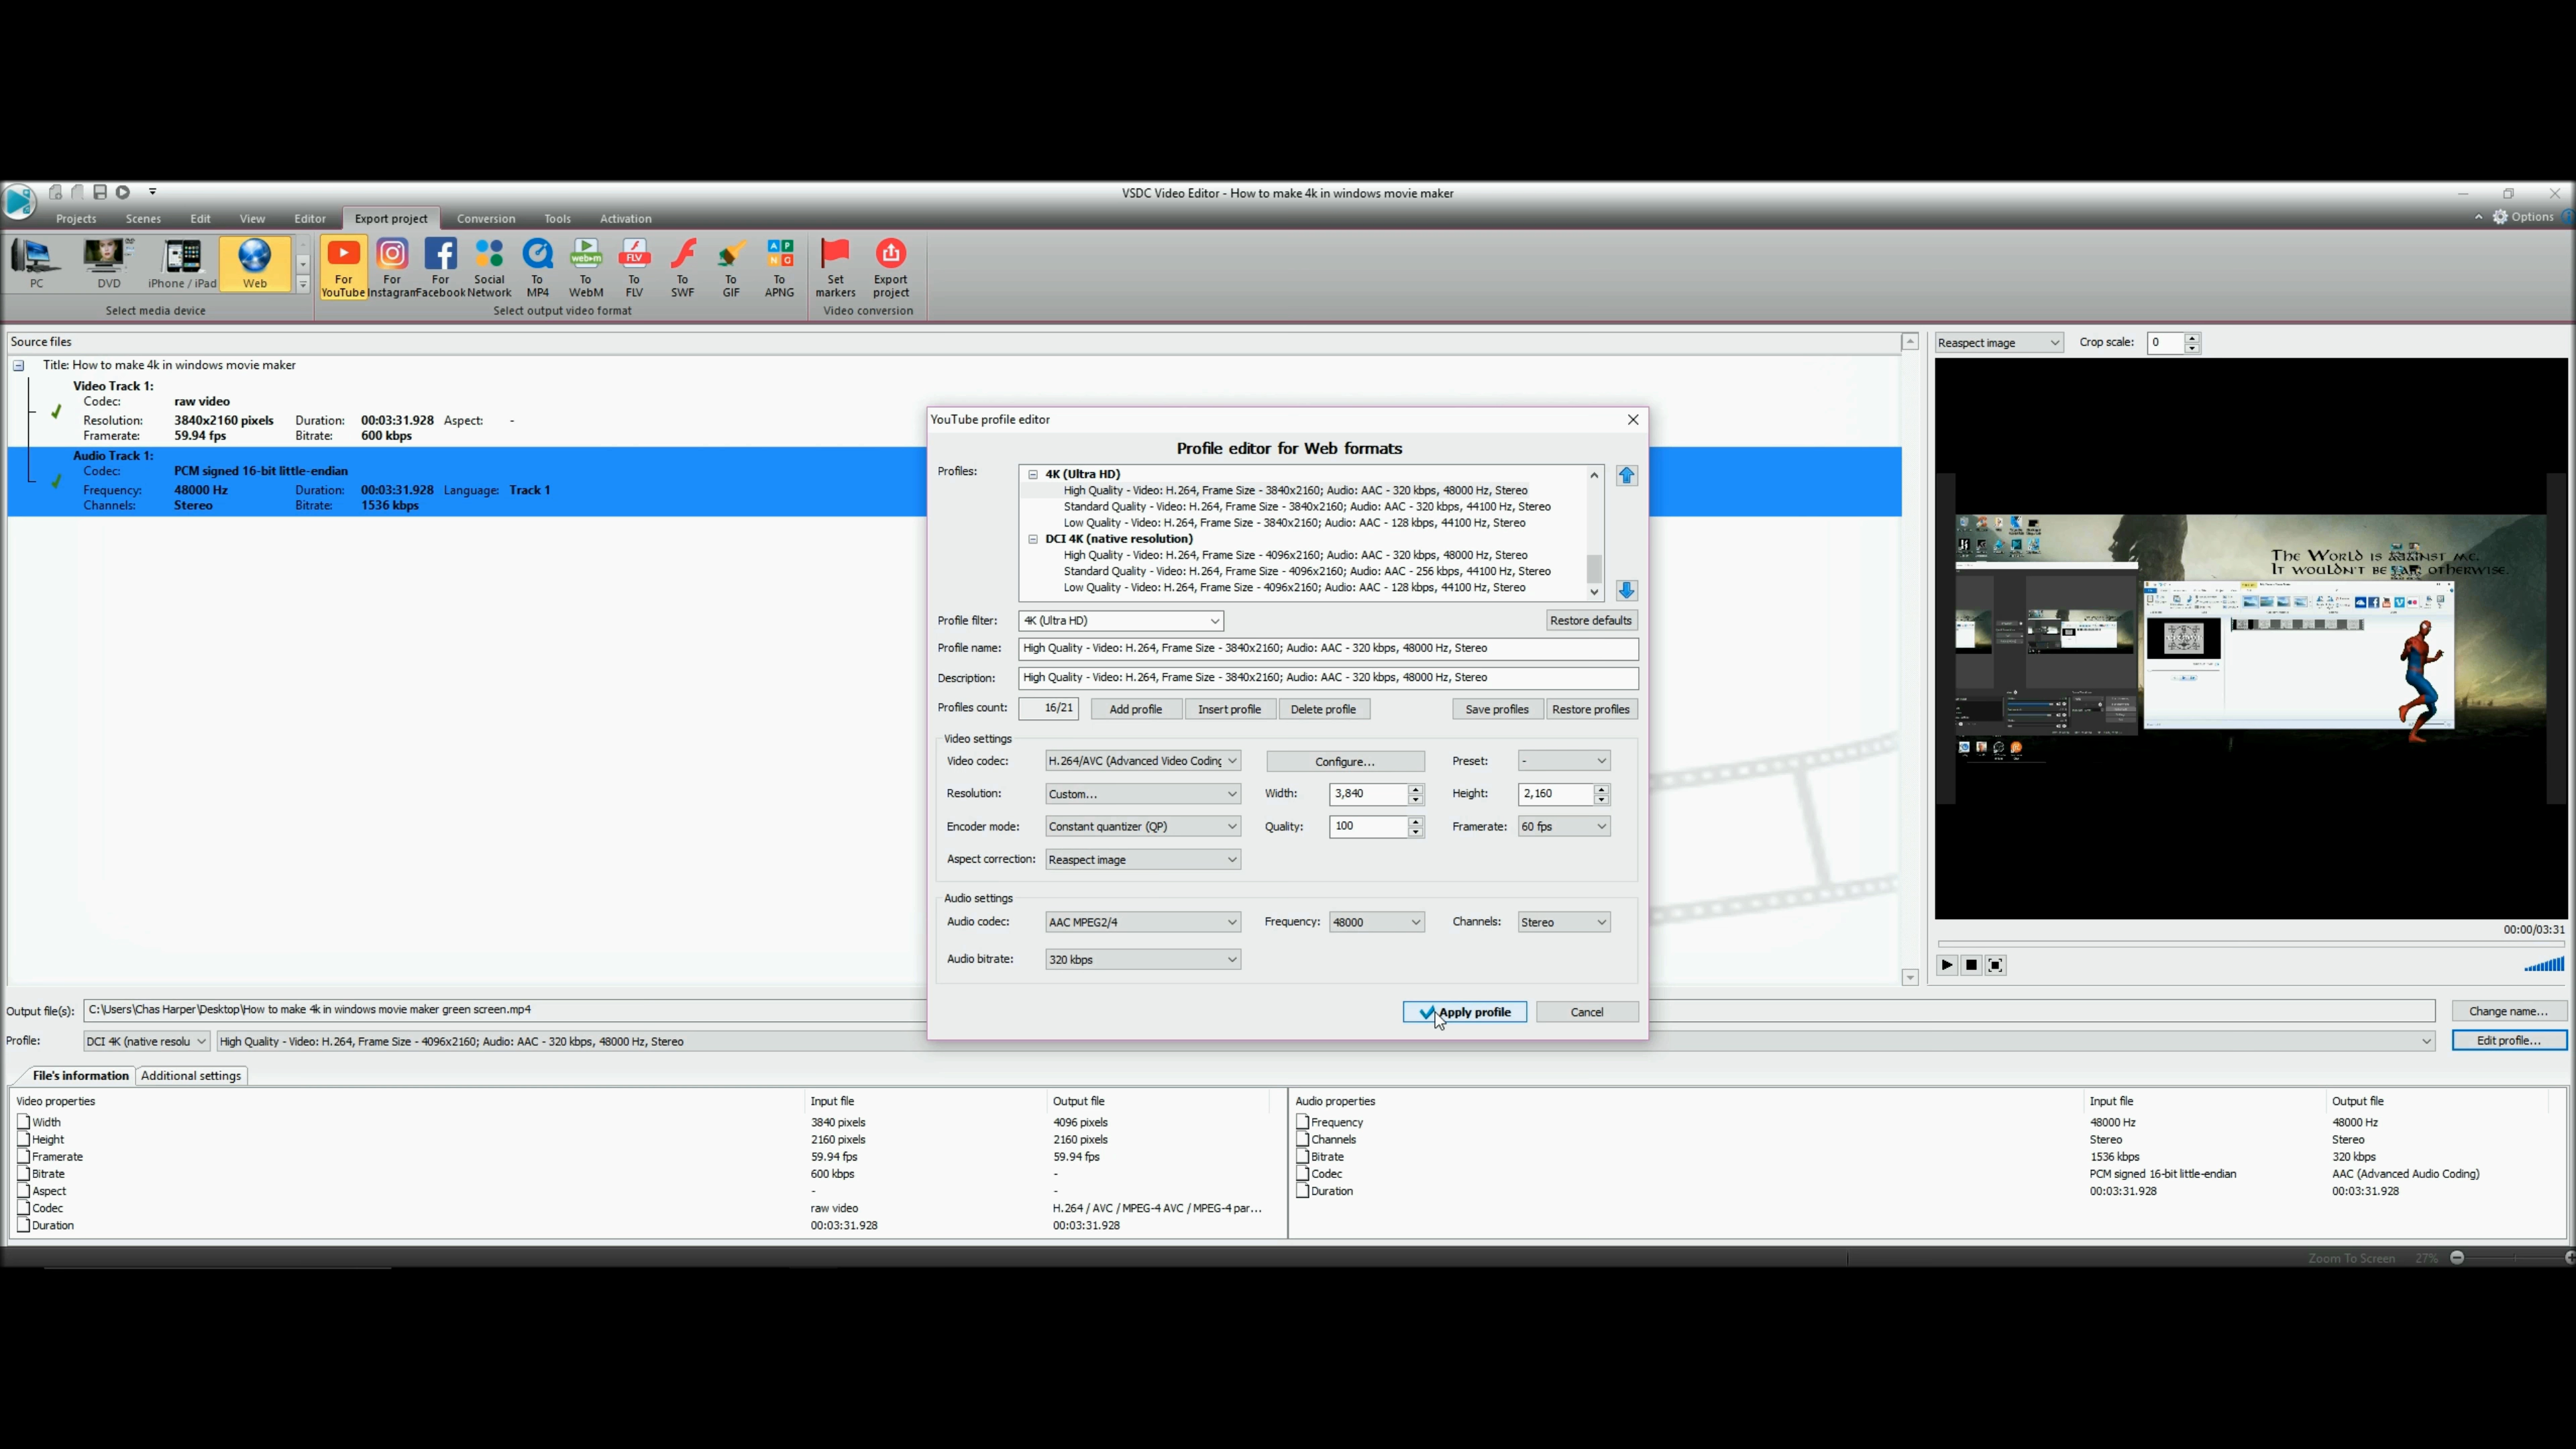 VSDC Video Editor - How to make 4k in windows movie maker
Projects Scenes Edit View Editor Export project Conversion Tools Activation Options
PC DVD iPhone / iPad Web
For YouTube For Instagram For Facebook Social Network To MP4 To WebM To FLV To SWF To GIF To APNG Set markers Export project
Select media device Select output video format Video conversion
Source files
Title: How to make 4k in windows movie maker
Video Track 1:
Codec: raw video
Resolution: 3840x2160 pixels Duration: 00:03:31.928 Aspect: -
Framerate: 59.94 fps Bitrate: 600 kbps
Audio Track 1:
Codec: PCM signed 16-bit little-endian
Frequency: 48000 Hz Duration: 00:03:31.928 Language: Track 1
Channels: Stereo Bitrate: 1536 kbps
Reaspect image Crop scale: 0
The World is against me.
It wouldn't be fair otherwise.
00:00/03:31
YouTube profile editor
Profile editor for Web formats
Profiles:
4K (Ultra HD)
High Quality - Video: H.264, Frame Size - 3840x2160; Audio: AAC - 320 kbps, 48000 Hz, Stereo
Standard Quality - Video: H.264, Frame Size - 3840x2160; Audio: AAC - 320 kbps, 44100 Hz, Stereo
Low Quality - Video: H.264, Frame Size - 3840x2160; Audio: AAC - 128 kbps, 44100 Hz, Stereo
DCI 4K (native resolution)
High Quality - Video: H.264, Frame Size - 4096x2160; Audio: AAC - 320 kbps, 48000 Hz, Stereo
Standard Quality - Video: H.264, Frame Size - 4096x2160; Audio: AAC - 256 kbps, 44100 Hz, Stereo
Low Quality - Video: H.264, Frame Size - 4096x2160; Audio: AAC - 128 kbps, 44100 Hz, Stereo
Profile filter: 4K (Ultra HD) Restore defaults
Profile name: High Quality - Video: H.264, Frame Size - 3840x2160; Audio: AAC - 320 kbps, 48000 Hz, Stereo
Description: High Quality - Video: H.264, Frame Size - 3840x2160; Audio: AAC - 320 kbps, 48000 Hz, Stereo
Profiles count: 16/21 Add profile Insert profile Delete profile Save profiles Restore profiles
Video settings
Video codec: H.264/AVC (Advanced Video Coding Configure... Preset: -
Resolution: Custom... Width: 3,840 Height: 2,160
Encoder mode: Constant quantizer (QP) Quality: 100 Framerate: 60 fps
Aspect correction: Reaspect image
Audio settings
Audio codec: AAC MPEG2/4 Frequency: 48000 Channels: Stereo
Audio bitrate: 320 kbps
Apply profile Cancel
Output file(s): C:\Users\Chas Harper\Desktop\How to make 4k in windows movie maker green screen.mp4 Change name...
Profile: DCI 4K (native resolu High Quality - Video: H.264, Frame Size - 4096x2160; Audio: AAC - 320 kbps, 48000 Hz, Stereo Edit profile...
File's information Additional settings
Video properties Input file Output file
Width 3840 pixels 4096 pixels
Height 2160 pixels 2160 pixels
Framerate 59.94 fps 59.94 fps
Bitrate 600 kbps -
Aspect - -
Codec raw video H.264 / AVC / MPEG-4 AVC / MPEG-4 par...
Duration 00:03:31.928 00:03:31.928
Audio properties Input file Output file
Frequency 48000 Hz 48000 Hz
Channels Stereo Stereo
Bitrate 1536 kbps 320 kbps
Codec PCM signed 16-bit little-endian AAC (Advanced Audio Coding)
Duration 00:03:31.928 00:03:31.928
Zoom To Screen 27%